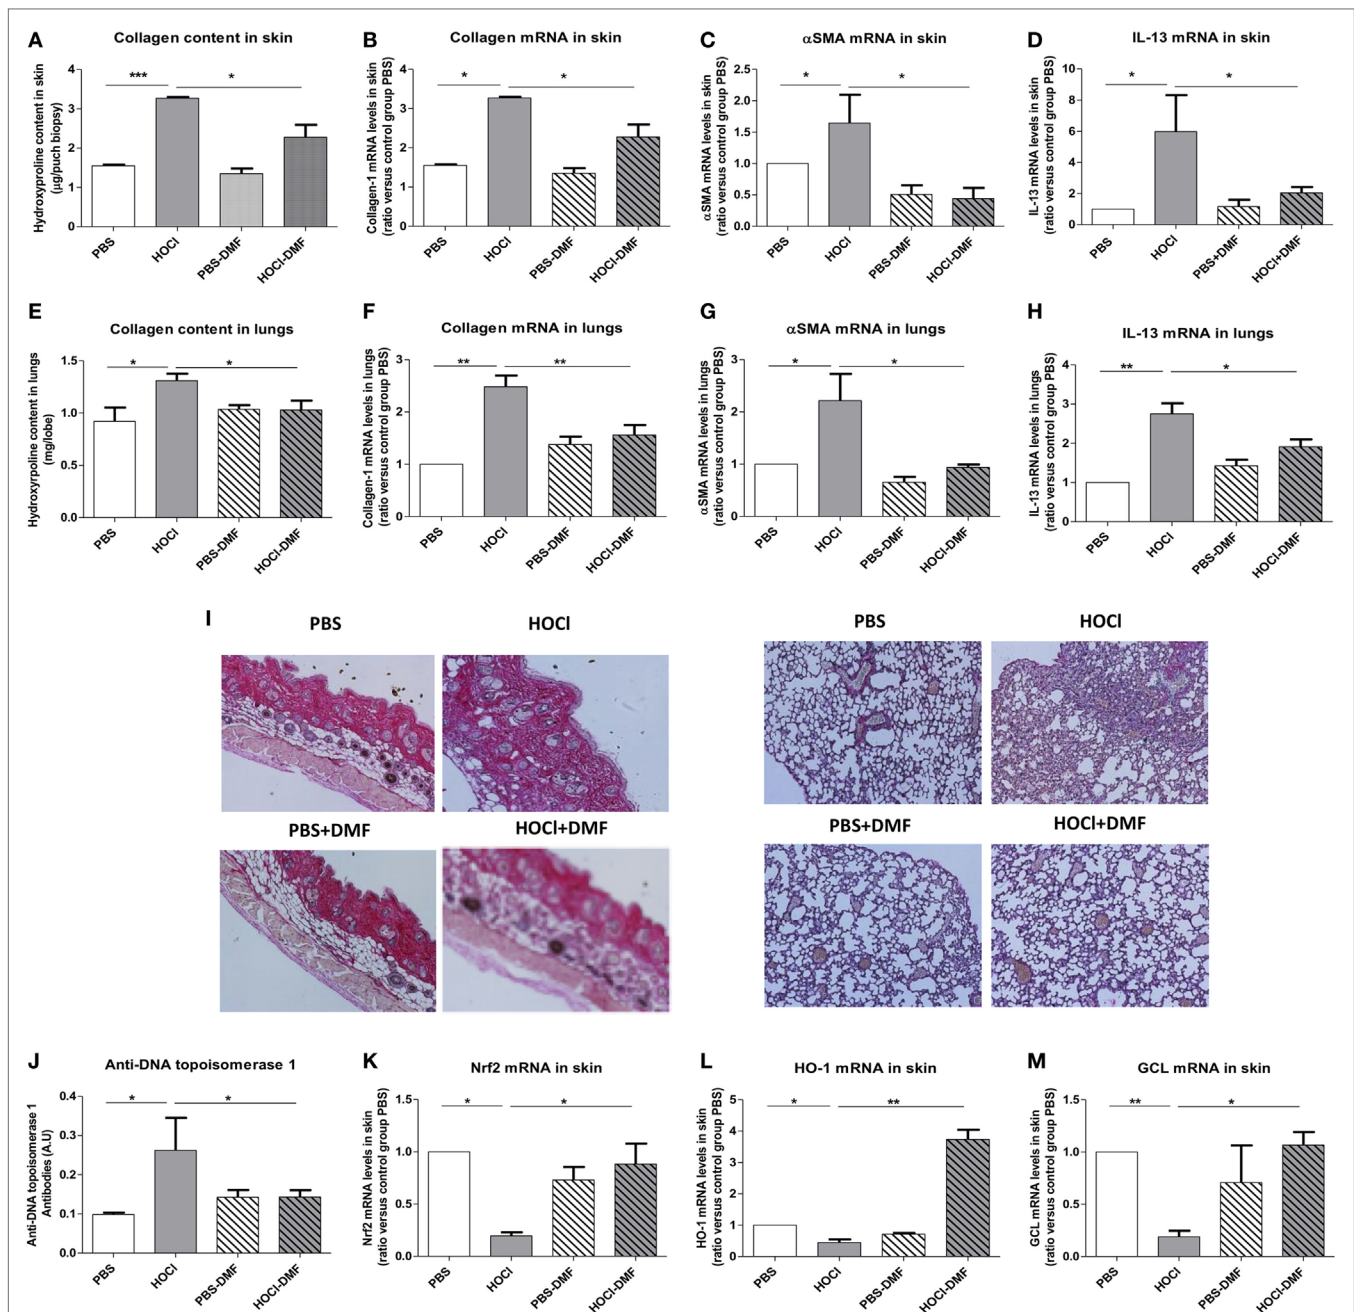 A
Collagen content in skin
Hydroxyproline content in skin
(µg/puch biopsy)
4
3
2
1
0
***
*
PBS
HOCl
PBS-DMF
HOCl-DMF
B
Collagen mRNA in skin
Collagen-1 mRNA levels in skin
(ratio versus control group PBS)
4
3
2
1
0
*
*
PBS
HOCl
PBS-DMF
HOCl-DMF
C
αSMA mRNA in skin
αSMA mRNA levels in skin
(ratio versus control group PBS)
2.5
2.0
1.5
1.0
0.5
0.0
*
*
PBS
HOCl
PBS-DMF
HOCl-DMF
D
IL-13 mRNA in skin
IL-13 mRNA levels in skin
(ratio versus control group PBS)
10
8
6
4
2
0
*
*
PBS
HOCl
PBS+DMF
HOCl+DMF
E
Collagen content in lungs
Hydroxyrpoline content in lungs
(mg/lobe)
1.5
1.0
0.5
0.0
*
*
PBS
HOCl
PBS-DMF
HOCl-DMF
F
Collagen mRNA in lungs
Collagen-1 mRNA levels in lungs
(ratio versus control group PBS)
3
2
1
0
**
**
PBS
HOCl
PBS-DMF
HOCl-DMF
G
αSMA mRNA in lungs
αSMA mRNA levels in lungs
(ratio versus control group PBS)
3
2
1
0
*
*
PBS
HOCl
PBS-DMF
HOCl-DMF
H
IL-13 mRNA in lungs
IL-13 mRNA levels in lungs
(ratio versus control group PBS)
4
3
2
1
0
**
*
PBS
HOCl
PBS-DMF
HOCl-DMF
I
PBS
HOCl
PBS
HOCl
PBS+DMF
HOCl+DMF
PBS+DMF
HOCl+DMF
J
Anti-DNA topoisomerase 1
Anti-DNA topoisomerase 1
Antibodies (A.U)
0.4
0.3
0.2
0.1
0.0
*
*
PBS
HOCl
PBS-DMF
HOCl-DMF
K
Nrf2 mRNA in skin
Nrf2 mRNA levels in skin
(ratio versus control group PBS)
1.5
1.0
0.5
0.0
*
*
PBS
HOCl
PBS-DMF
HOCl-DMF
L
HO-1 mRNA in skin
HO-1 mRNA levels in skin
(ratio versus control group PBS)
5
4
3
2
1
0
*
**
PBS
HOCl
PBS-DMF
HOCl-DMF
M
GCL mRNA in skin
GCL mRNA levels in skin
(ratio versus control group PBS)
1.5
1.0
0.5
0.0
**
*
PBS
HOCl
PBS-DMF
HOCl-DMF